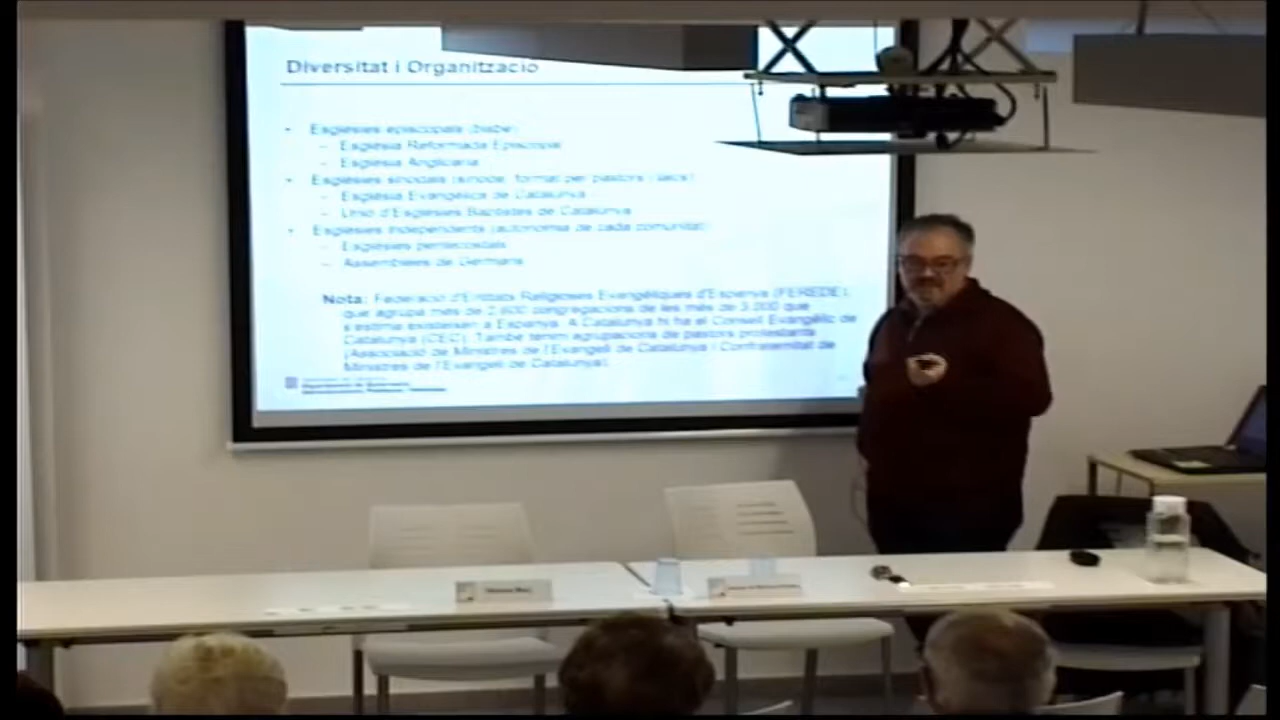 Diversitat i Organització
• Esglésies episcopals (bisbe)
– Església Reformada Episcopal
– Església Anglicana
• Esglésies sinodals (sínode, format per pastors i laics)
– Església Evangèlica de Catalunya
– Unió d'Esglésies Baptistes de Catalunya
• Esglésies independents (autonomia de cada comunitat)
– Esglésies pentecostals
– Assemblees de Germans
Nota: Federació d'Entitats Religioses Evangèliques d'Espanya (FEREDE),
que agrupa més de 2.600 congregacions de les més de 3.000 que
s'estima existeixen a Espanya. A Catalunya hi ha el Consell Evangèlic de
Catalunya (CEC). També tenim agrupacions de pastors protestants
(Associació de Ministres de l'Evangeli de Catalunya i Confraternitat de
Ministres de l'Evangeli de Catalunya).